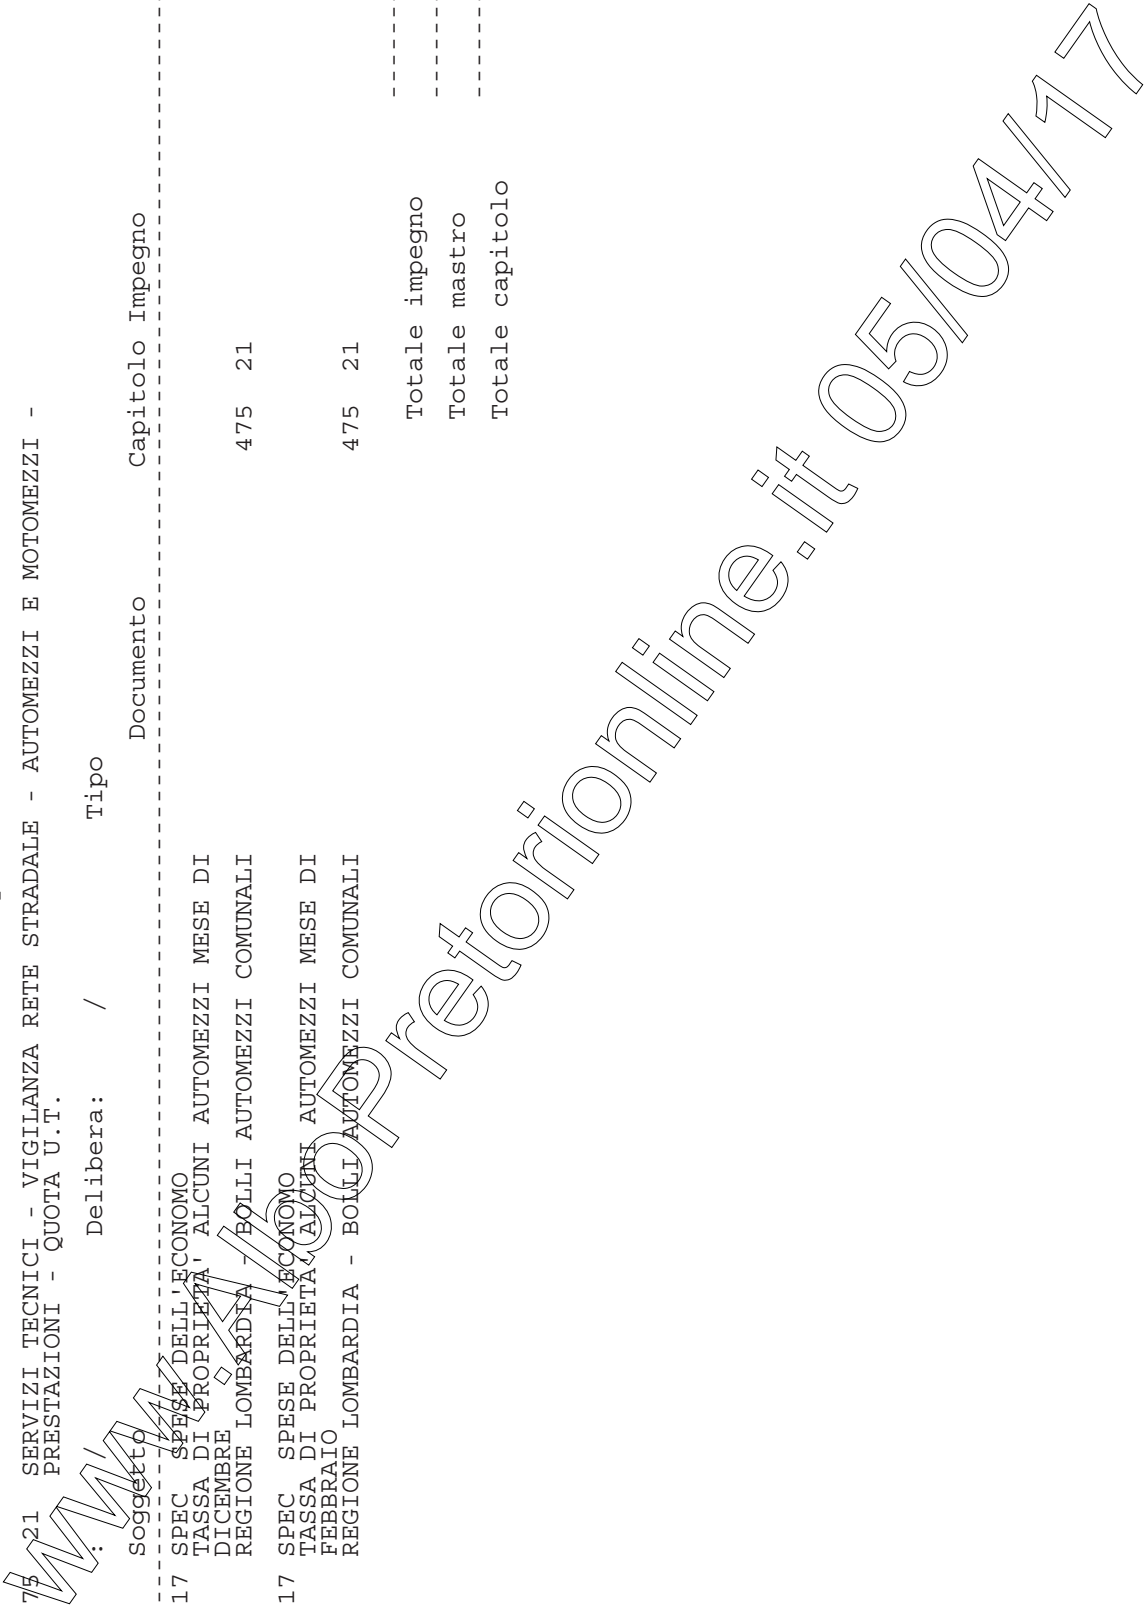 75 21 SERVIZI TECNICI - VIGILANZA RETE STRADALE - AUTOMEZZI E MOTOMEZZI -
PRESTAZIONI - QUOTA U.T.
: / Delibera: / Tipo
Soggetto Documento Capitolo Impegno
17 SPEC SPESE DELL'ECONOMO
TASSA DI PROPRIETA' ALCUNI AUTOMEZZI MESE DI
DICEMBRE
REGIONE LOMBARDIA - BOLLI AUTOMEZZI COMUNALI 475 21
17 SPEC SPESE DELL'ECONOMO
TASSA DI PROPRIETA' ALCUNI AUTOMEZZI MESE DI
FEBBRAIO
REGIONE LOMBARDIA - BOLLI AUTOMEZZI COMUNALI 475 21
Totale impegno
Totale mastro
Totale capitolo
www.AlboPretorionline.it 05/04/17